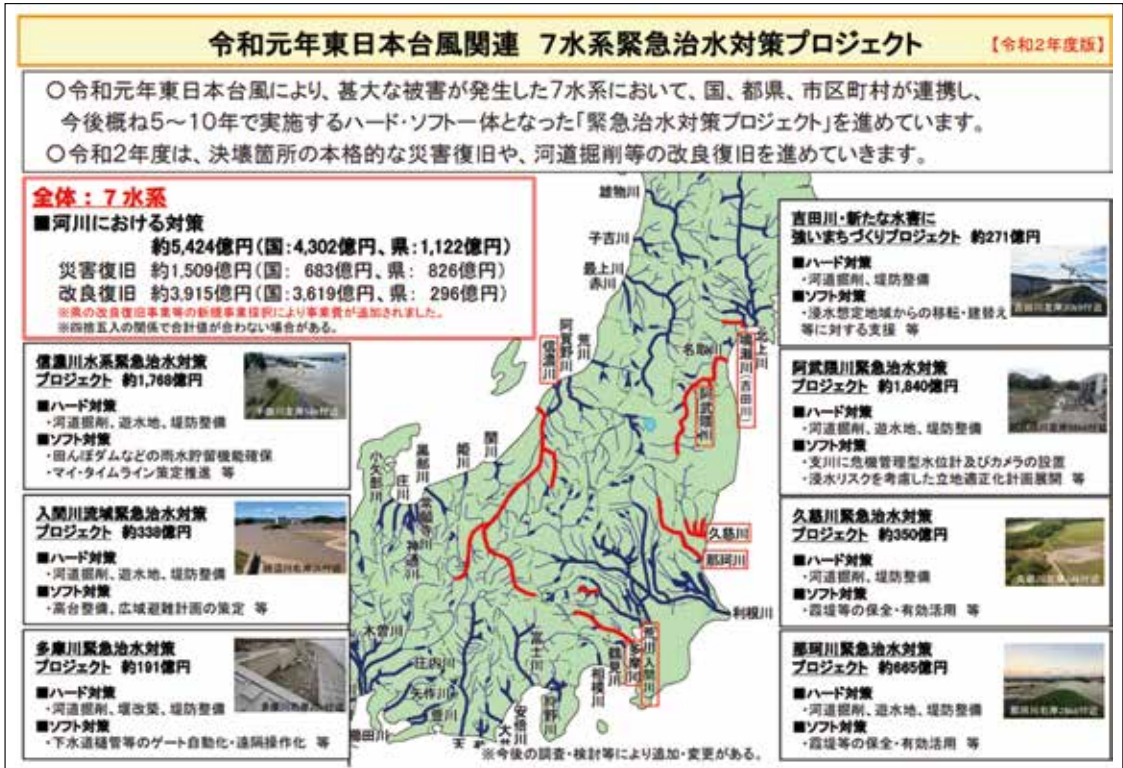 令和元年東日本台風関連 7水系緊急治水対策プロジェクト
【令和2年度版】
○令和元年東日本台風により、甚大な被害が発生した7水系において、国、都県、市区町村が連携し、
今後概ね5~10年で実施するハード・ソフト一体となった「緊急治水対策プロジェクト」を進めています。
○令和2年度は、決壊箇所の本格的な災害復旧や、河道掘削等の改良復旧を進めていきます。
全体:7水系
■河川における対策
約5,424億円(国:4,302億円、県:1,122億円)
災害復旧 約1,509億円(国: 683億円、県: 826億円)
改良復旧 約3,915億円(国:3,619億円、県: 296億円)
※県の改良復旧事業等の新規事業採択により事業費が追加されました。
※四捨五入の関係で合計値が合わない場合がある。
信濃川水系緊急治水対策
プロジェクト 約1,768億円
■ハード対策
・河道掘削、遊水地、堤防整備
■ソフト対策
・田んぼダムなどの雨水貯留機能確保
・マイ・タイムライン策定推進 等
入間川流域緊急治水対策
プロジェクト 約338億円
■ハード対策
・河道掘削、遊水地、堤防整備
■ソフト対策
・高台整備、広域避難計画の策定 等
多摩川緊急治水対策
プロジェクト 約191億円
■ハード対策
・河道掘削、堰改築、堤防整備
■ソフト対策
・下水道樋管等のゲート自動化・遠隔操作化 等
雄物川
子吉川
最上川
赤川
荒川
阿賀野川
信濃川
名取川
北上川
鳴瀬川(吉田川)
阿武隈川
関川
姫川
黒部川
常願寺川
神通川
庄川
小矢部川
久慈川
那珂川
利根川
荒川(入間川)
多摩川
鶴見川
相模川
富士川
狩野川
安倍川
木曽川
庄内川
矢作川
豊川
櫛田川
※今後の調査・検討等により追加・変更がある。
吉田川・新たな水害に
強いまちづくりプロジェクト 約271億円
■ハード対策
・河道掘削、堤防整備
■ソフト対策
・浸水想定地域からの移転・建替え
等に対する支援 等
阿武隈川緊急治水対策
プロジェクト 約1,840億円
■ハード対策
・河道掘削、遊水地、堤防整備
■ソフト対策
・支川に危機管理型水位計及びカメラの設置
・浸水リスクを考慮した立地適正化計画展開 等
久慈川緊急治水対策
プロジェクト 約350億円
■ハード対策
・河道掘削、堤防整備
■ソフト対策
・霞堤等の保全・有効活用 等
那珂川緊急治水対策
プロジェクト 約665億円
■ハード対策
・河道掘削、遊水地、堤防整備
■ソフト対策
・霞堤等の保全・有効活用 等